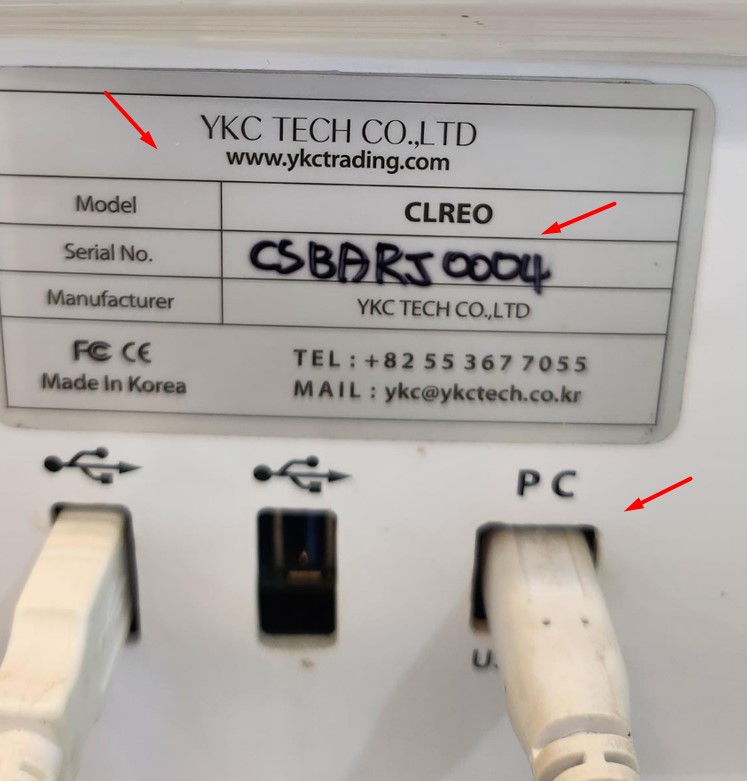 YKC TECH CO.,LTD
www.ykctrading.com
Model CLREO
Serial No. CSBARJ0004
Manufacturer YKC TECH CO.,LTD
FC CE TEL : +82 55 367 7055
Made In Korea MAIL : ykc@ykctech.co.kr
PC